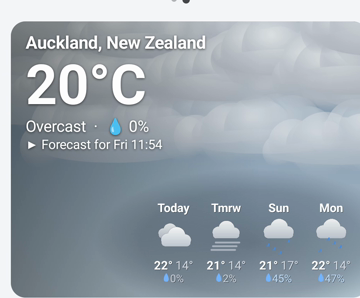 Auckland, New Zealand
20°C
Overcast · 💧 0%
► Forecast for Fri 11:54
Today Tmrw Sun Mon
22° 14° 21° 14° 21° 17° 22° 14°
💧0% 💧2% 💧45% 💧47%